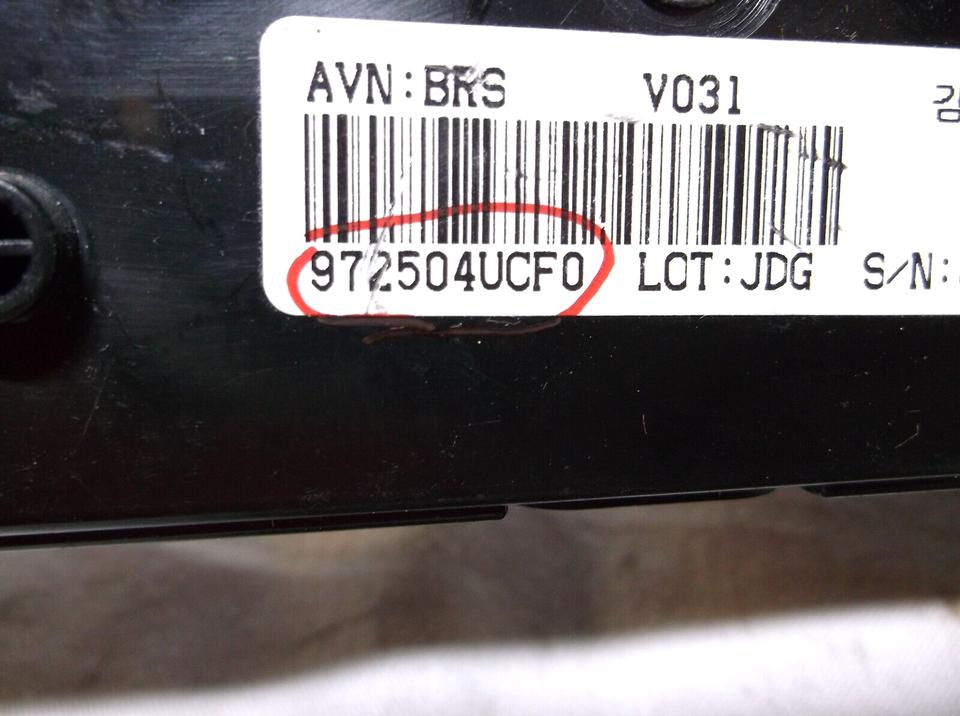 AVN:BRS V031
972504UCF0 LOT:JDG S/N: